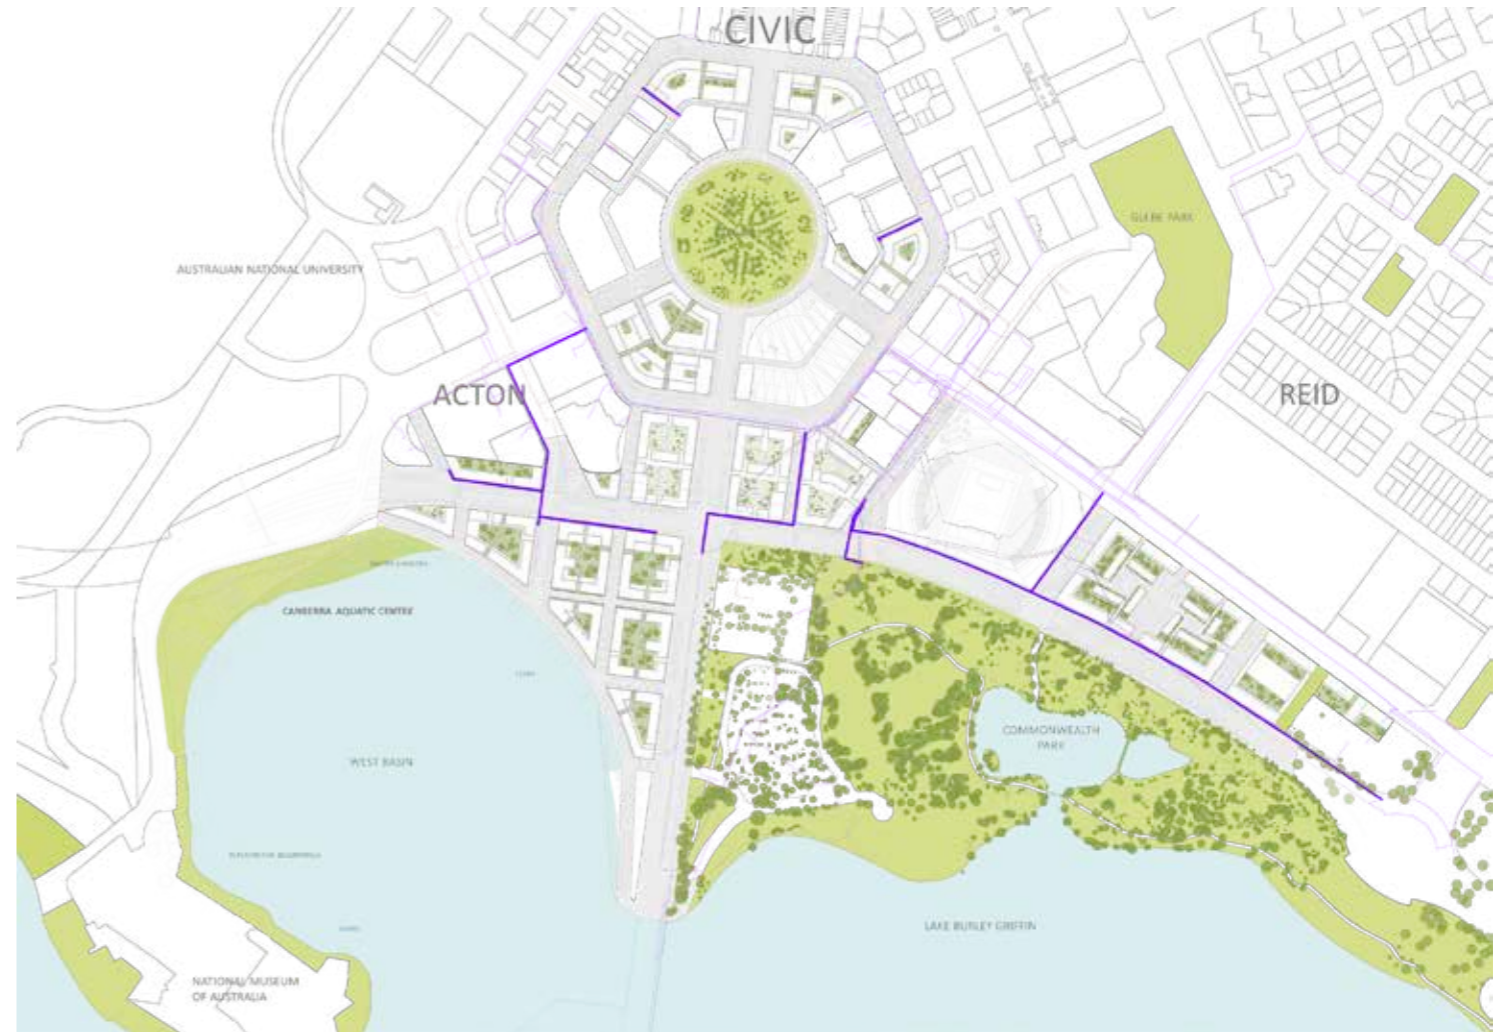 CIVIC
GLEBE PARK
AUSTRALIAN NATIONAL UNIVERSITY
ACTON
REID
CANBERRA AQUATIC CENTRE
COMMONWEALTH
PARK
WEST BASIN
LAKE BURLEY GRIFFIN
NATIONAL MUSEUM
OF AUSTRALIA